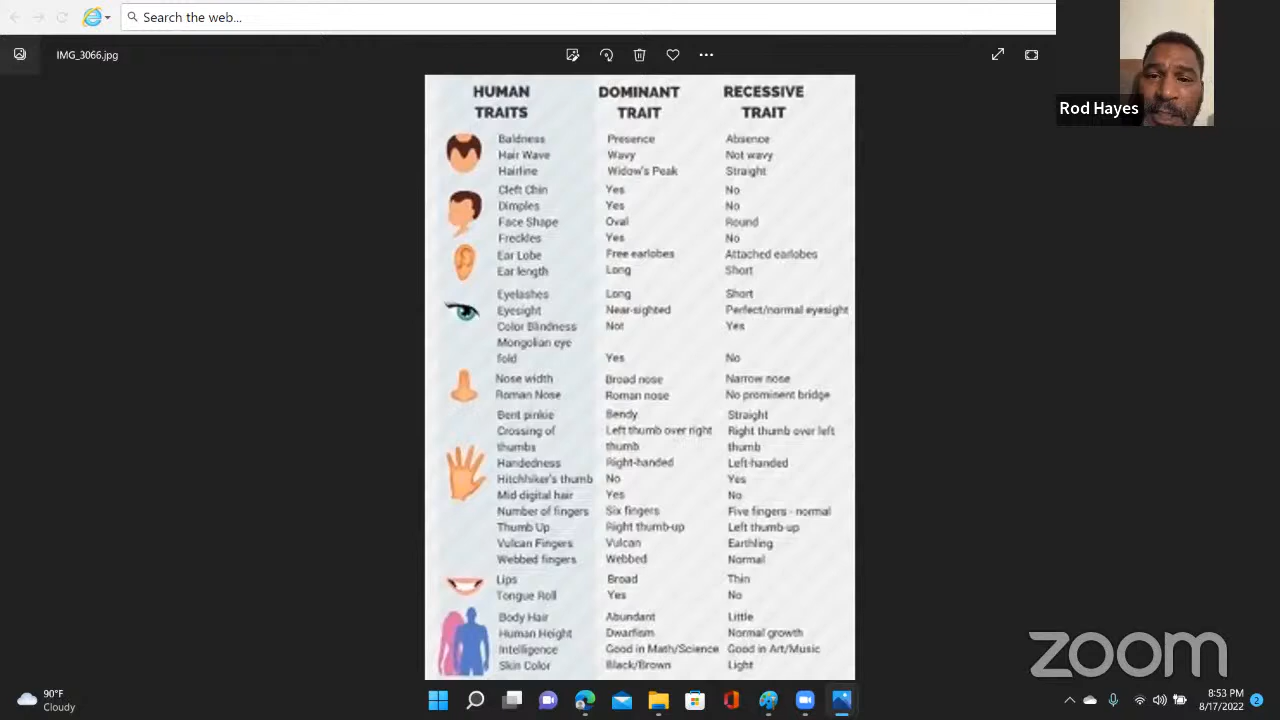 Search the web...
IMG_3066.jpg
Rod Hayes
HUMAN TRAITS DOMINANT TRAIT RECESSIVE TRAIT
Baldness Presence Absence
Hair Wave Wavy Not wavy
Hairline Widow's Peak Straight
Cleft Chin Yes No
Dimples Yes No
Face Shape Oval Round
Freckles Yes No
Ear Lobe Free earlobes Attached earlobes
Ear length Long Short
Eyelashes Long Short
Eyesight Near-sighted Perfect/normal eyesight
Color Blindness Not Yes
Mongolian eye
fold Yes No
Nose width Broad nose Narrow nose
Roman Nose Roman nose No prominent bridge
Bent pinkie Bendy Straight
Crossing of Left thumb over right Right thumb over left
thumbs thumb thumb
Handedness Right-handed Left-handed
Hitchhiker's thumb No Yes
Mid digital hair Yes No
Number of fingers Six fingers Five fingers - normal
Thumb Up Right thumb-up Left thumb-up
Vulcan Fingers Vulcan Earthling
Webbed fingers Webbed Normal
Lips Broad Thin
Tongue Roll Yes No
Body Hair Abundant Little
Human Height Dwarfism Normal growth
Intelligence Good in Math/Science Good in Art/Music
Skin Color Black/Brown Light
zoom
90°F
Cloudy
8:53 PM
8/17/2022
2